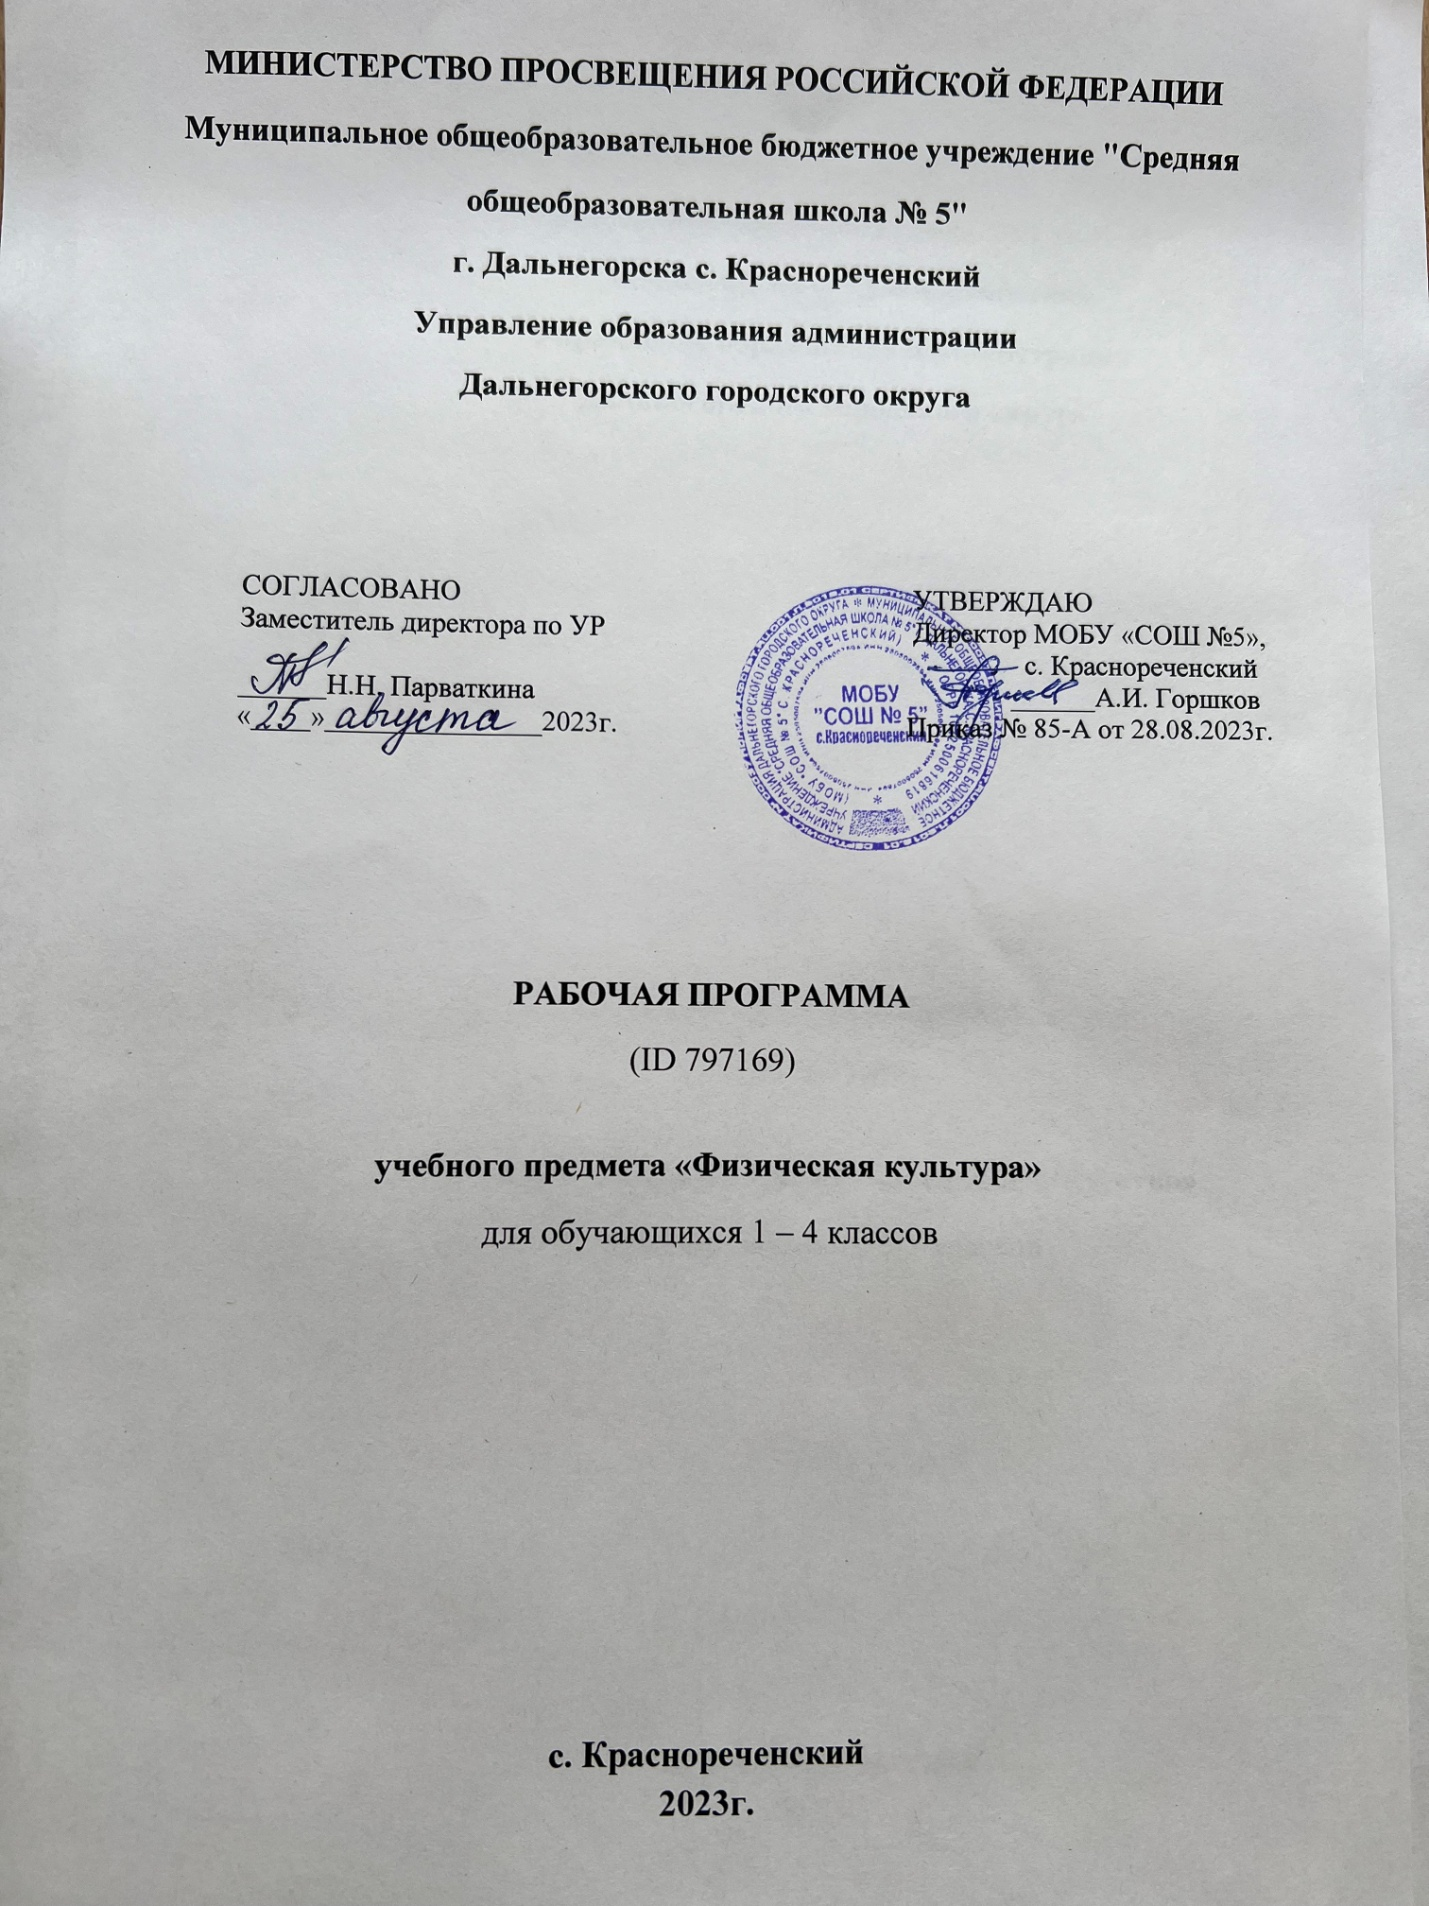 МИНИСТЕРСТВО ПРОСВЕЩЕНИЯ РОССИЙСКОЙ ФЕДЕРАЦИИ
Муниципальное общеобразовательное бюджетное учреждение "Средняя
общеобразовательная школа № 5"
г. Дальнегорска с. Краснореченский
Управление образования администрации
Дальнегорского городского округа
СОГЛАСОВАНО
Заместитель директора по УР
Н.Н. Парваткина
« 25 » августа 2023г.
УТВЕРЖДАЮ
Директор МОБУ «СОШ №5»,
с. Краснореченский
А.И. Горшков
Приказ № 85-А от 28.08.2023г.
МОБУ
"СОШ № 5"
с.Краснореченский
РАБОЧАЯ ПРОГРАММА
(ID 797169)
учебного предмета «Физическая культура»
для обучающихся 1 – 4 классов
с. Краснореченский
2023г.